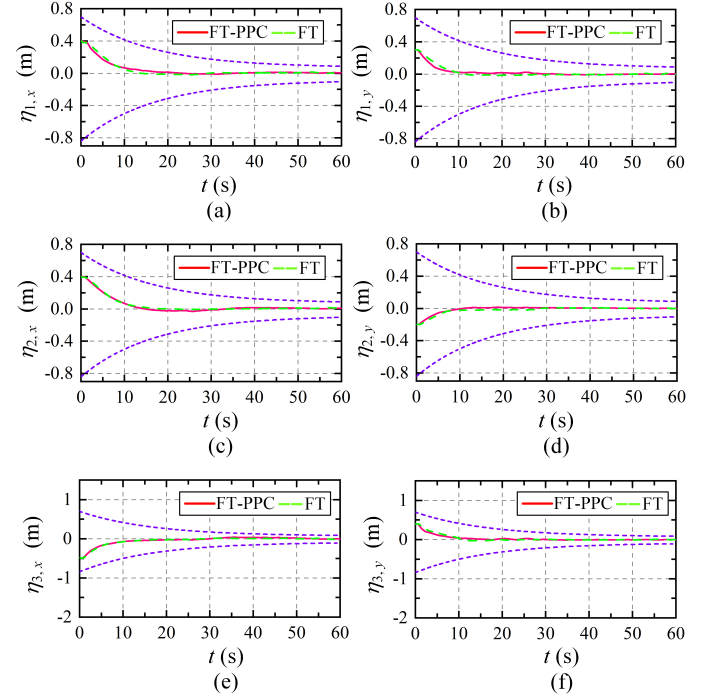 0.8
0.4
0.0
-0.4
-0.8
η1, x (m)
FT-PPC FT
0 10 20 30 40 50 60
t (s)
(a)
0.8
0.4
0.0
-0.4
-0.8
η1, y (m)
FT-PPC FT
0 10 20 30 40 50 60
t (s)
(b)
0.8
0.4
0.0
-0.4
-0.8
η2, x (m)
FT-PPC FT
0 10 20 30 40 50 60
t (s)
(c)
0.8
0.4
0.0
-0.4
-0.8
η2, y (m)
FT-PPC FT
0 10 20 30 40 50 60
t (s)
(d)
1
0
-1
-2
η3, x (m)
FT-PPC FT
0 10 20 30 40 50 60
t (s)
(e)
1
0
-1
-2
η3, y (m)
FT-PPC FT
0 10 20 30 40 50 60
t (s)
(f)